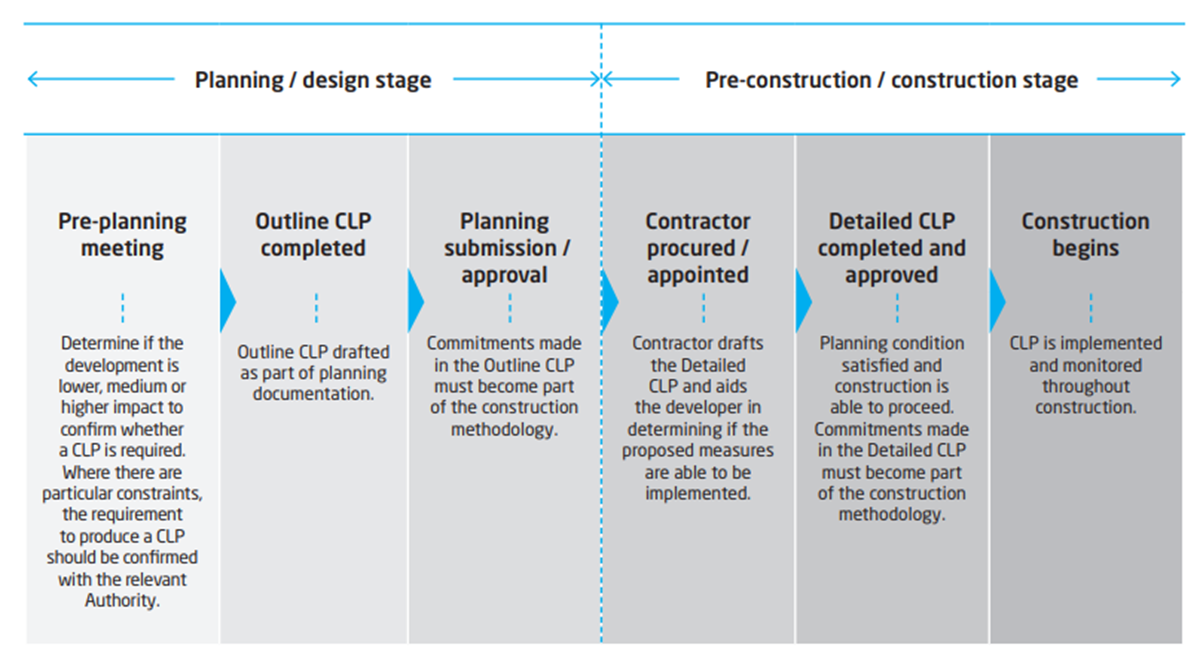 Planning / design stage
Pre-construction / construction stage
Pre-planning
meeting
Determine if the
development is
lower, medium or
higher impact to
confirm whether
a CLP is required.
Where there are
particular constraints,
the requirement
to produce a CLP
should be confirmed
with the relevant
Authority.
Outline CLP
completed
Outline CLP drafted
as part of planning
documentation.
Planning
submission /
approval
Commitments made
in the Outline CLP
must become part
of the construction
methodology.
Contractor
procured /
appointed
Contractor drafts
the Detailed
CLP and aids
the developer in
determining if the
proposed measures
are able to be
implemented.
Detailed CLP
completed and
approved
Planning condition
satisfied and
construction is
able to proceed.
Commitments made
in the Detailed CLP
must become part
of the construction
methodology.
Construction
begins
CLP is implemented
and monitored
throughout
construction.